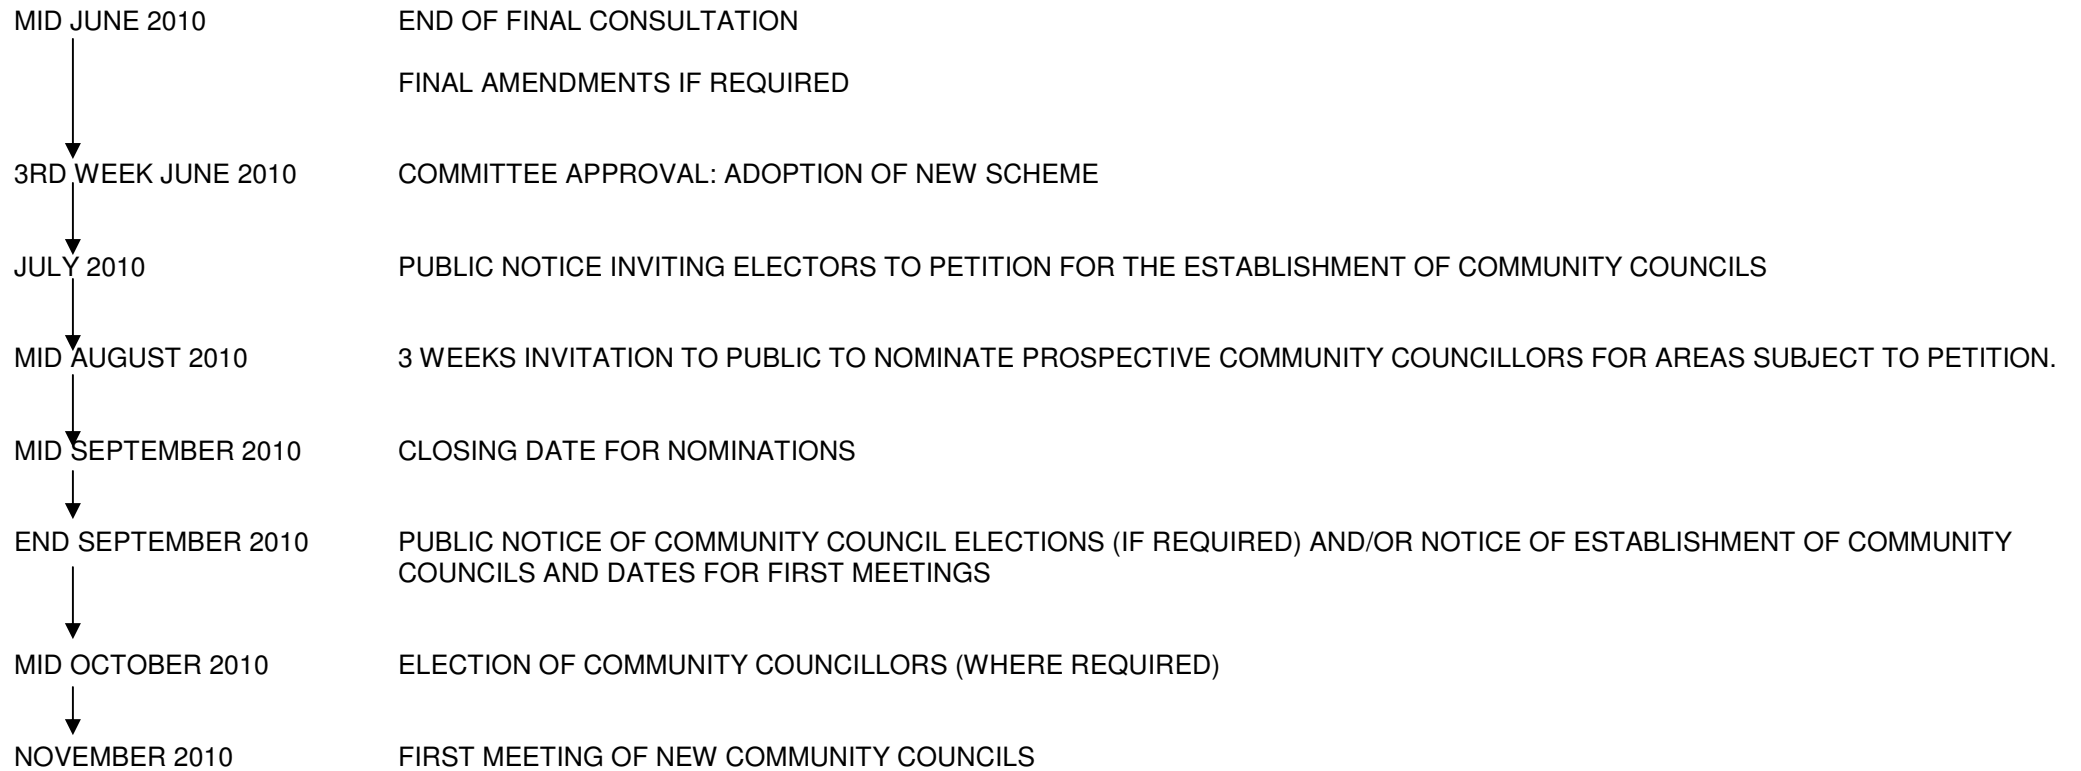 MID JUNE 2010 END OF FINAL CONSULTATION
FINAL AMENDMENTS IF REQUIRED
3RD WEEK JUNE 2010 COMMITTEE APPROVAL: ADOPTION OF NEW SCHEME
JULY 2010 PUBLIC NOTICE INVITING ELECTORS TO PETITION FOR THE ESTABLISHMENT OF COMMUNITY COUNCILS
MID AUGUST 2010 3 WEEKS INVITATION TO PUBLIC TO NOMINATE PROSPECTIVE COMMUNITY COUNCILLORS FOR AREAS SUBJECT TO PETITION.
MID SEPTEMBER 2010 CLOSING DATE FOR NOMINATIONS
END SEPTEMBER 2010 PUBLIC NOTICE OF COMMUNITY COUNCIL ELECTIONS (IF REQUIRED) AND/OR NOTICE OF ESTABLISHMENT OF COMMUNITY
COUNCILS AND DATES FOR FIRST MEETINGS
MID OCTOBER 2010 ELECTION OF COMMUNITY COUNCILLORS (WHERE REQUIRED)
NOVEMBER 2010 FIRST MEETING OF NEW COMMUNITY COUNCILS